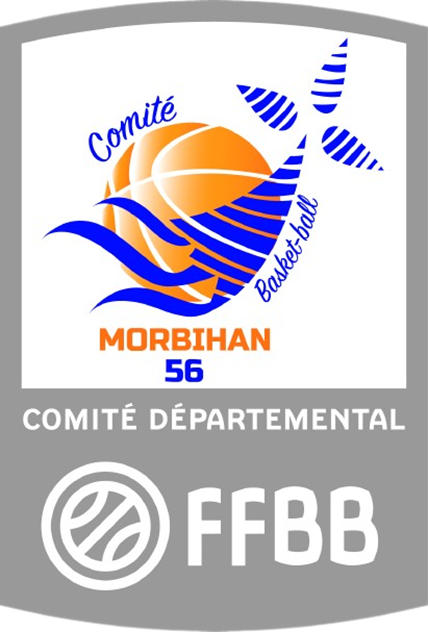 Comité
Basket-ball
MORBIHAN
56
COMITÉ DÉPARTEMENTAL
FFBB